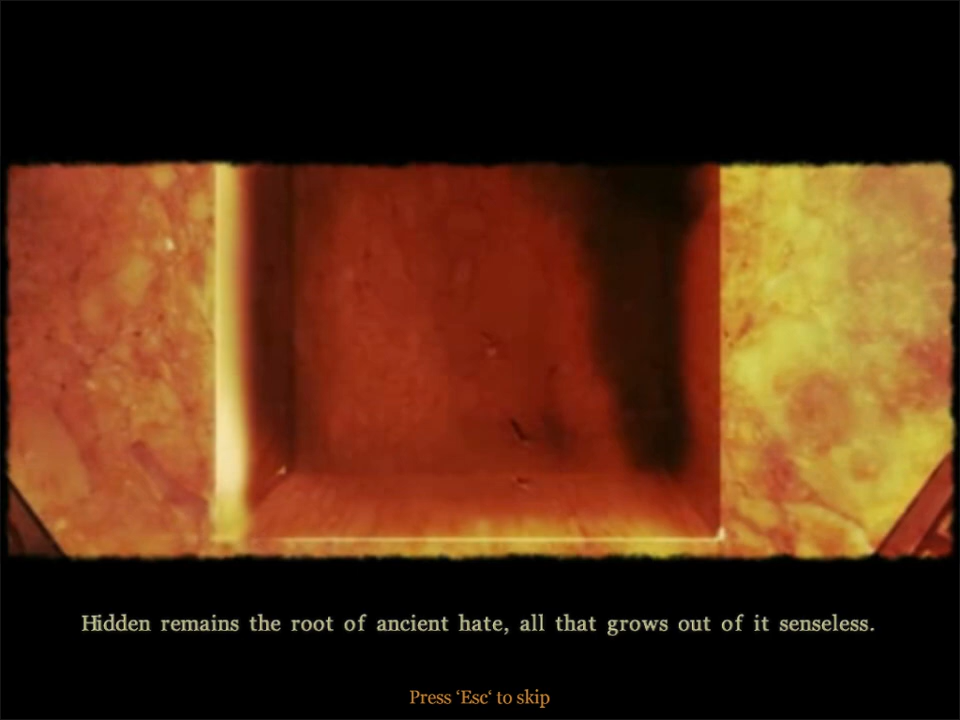 Hidden remains the root of ancient hate, all that grows out of it senseless.
Press ‘Esc‘ to skip